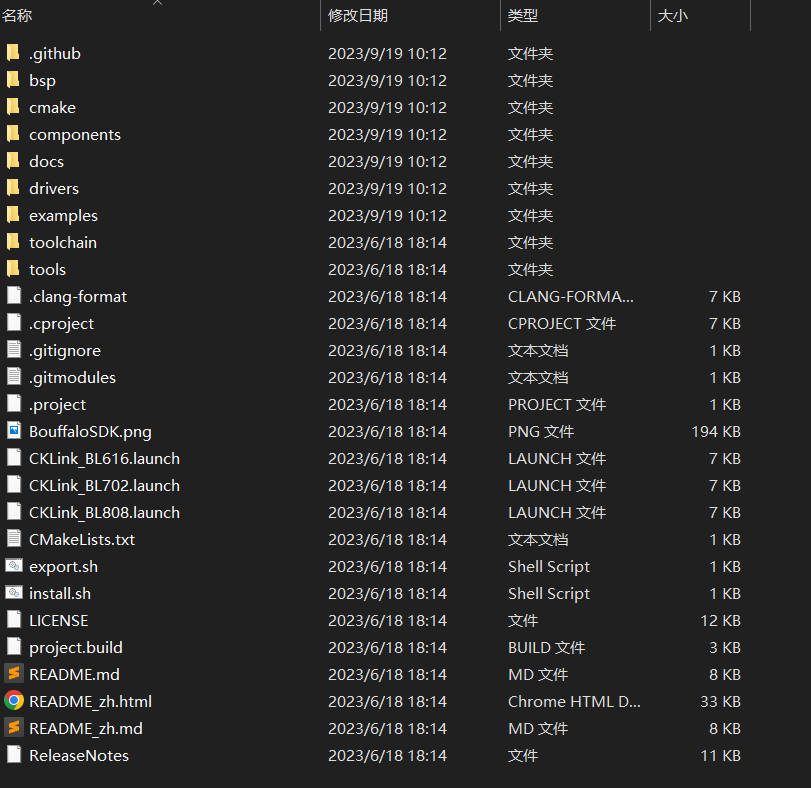 名称 修改日期 类型 大小
.github 2023/9/19 10:12 文件夹
bsp 2023/9/19 10:12 文件夹
cmake 2023/9/19 10:12 文件夹
components 2023/9/19 10:12 文件夹
docs 2023/9/19 10:12 文件夹
drivers 2023/9/19 10:12 文件夹
examples 2023/9/19 10:12 文件夹
toolchain 2023/6/18 18:14 文件夹
tools 2023/6/18 18:14 文件夹
.clang-format 2023/6/18 18:14 CLANG-FORMA... 7 KB
.cproject 2023/6/18 18:14 CPROJECT 文件 7 KB
.gitignore 2023/6/18 18:14 文本文档 1 KB
.gitmodules 2023/6/18 18:14 文本文档 1 KB
.project 2023/6/18 18:14 PROJECT 文件 1 KB
BouffaloSDK.png 2023/6/18 18:14 PNG 文件 194 KB
CKLink_BL616.launch 2023/6/18 18:14 LAUNCH 文件 7 KB
CKLink_BL702.launch 2023/6/18 18:14 LAUNCH 文件 7 KB
CKLink_BL808.launch 2023/6/18 18:14 LAUNCH 文件 7 KB
CMakeLists.txt 2023/6/18 18:14 文本文档 1 KB
export.sh 2023/6/18 18:14 Shell Script 1 KB
install.sh 2023/6/18 18:14 Shell Script 1 KB
LICENSE 2023/6/18 18:14 文件 12 KB
project.build 2023/6/18 18:14 BUILD 文件 3 KB
README.md 2023/6/18 18:14 MD 文件 8 KB
README_zh.html 2023/6/18 18:14 Chrome HTML D... 33 KB
README_zh.md 2023/6/18 18:14 MD 文件 8 KB
ReleaseNotes 2023/6/18 18:14 文件 11 KB